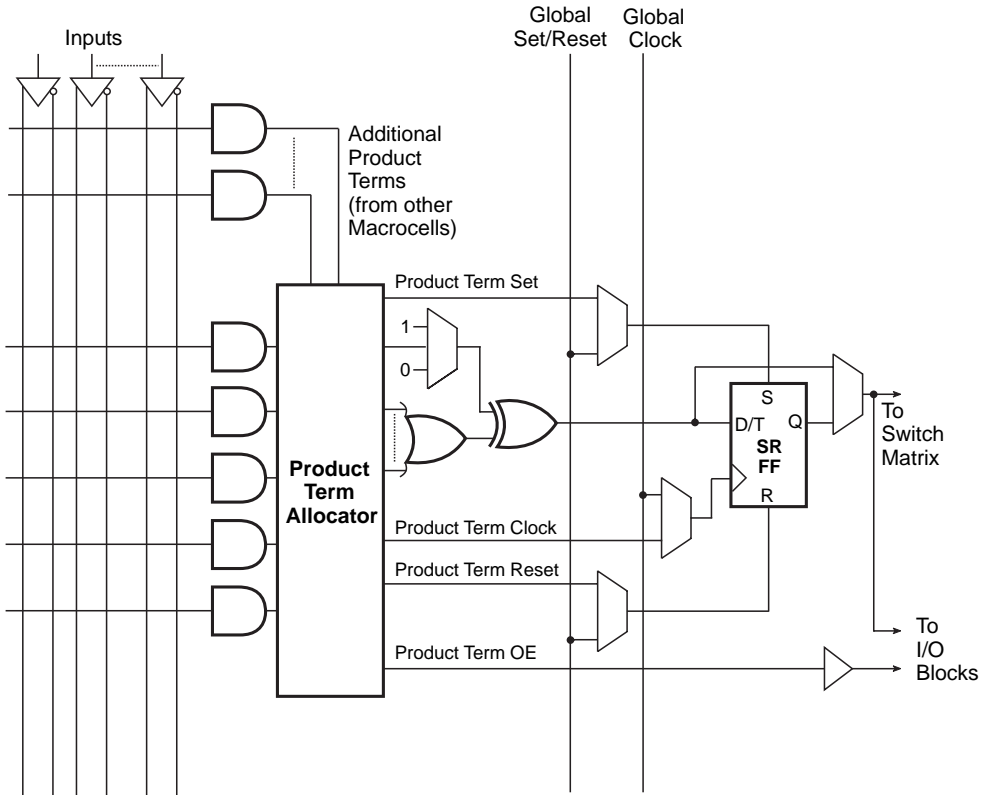 Inputs
Global
Set/Reset
Global
Clock
Additional
Product
Terms
(from other
Macrocells)
Product Term Set
1
0
Product
Term
Allocator
S
D/T
Q
SR
FF
R
To
Switch
Matrix
Product Term Clock
Product Term Reset
Product Term OE
To
I/O
Blocks